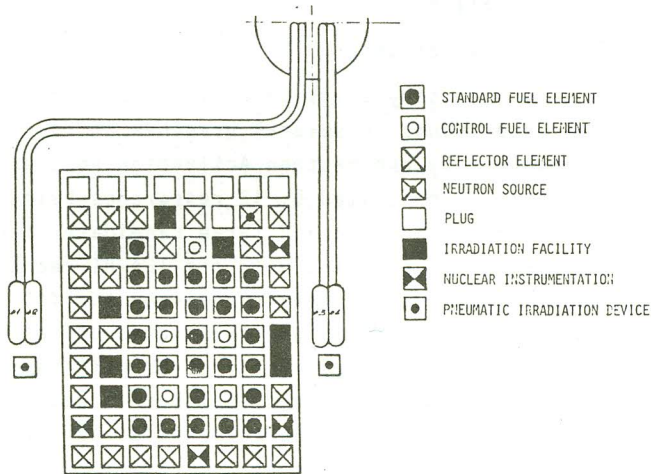 STANDARD FUEL ELEMENT
CONTROL FUEL ELEMENT
REFLECTOR ELEMENT
NEUTRON SOURCE
PLUG
IRRADIATION FACILITY
NUCLEAR INSTRUMENTATION
PNEUMATIC IRRADIATION DEVICE